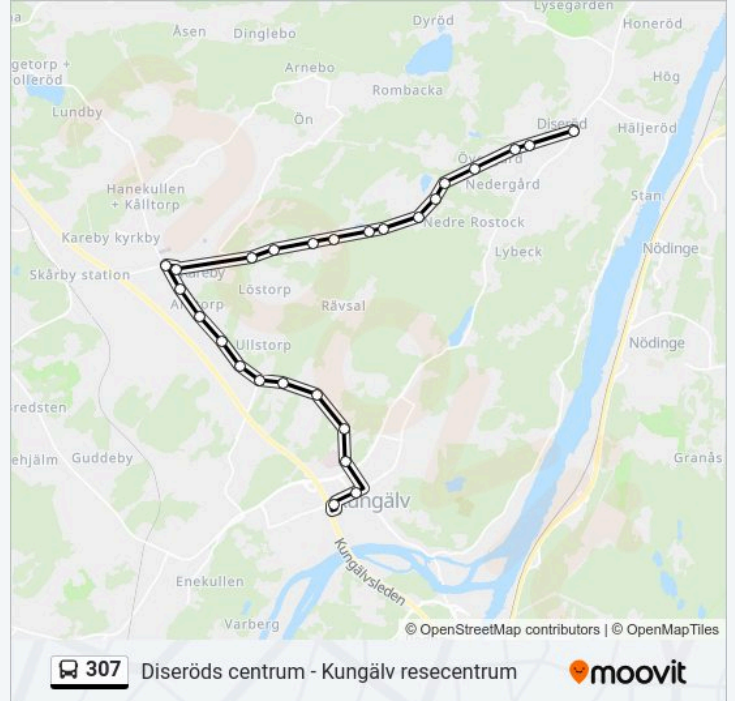 Lysegården
Dyröd
Honeröd
Åsen
Dinglebo
getorp +
olleröd
Arnebo
Hög
Rombacka
Lundby
Ön
Diseröd
Häljeröd
Nedergård
Hanekullen
+ Kålltorp
Stan
Nedre Rostock
Kareby kyrkby
Nödinge
Lybeck
Skårby station
Kareby
Löstorp
Rävsal
Ullstorp
Nödinge
redsten
ehjälm
Guddeby
Granås
Kungälv
Kungälvsleden
Enekullen
Varberg
© OpenStreetMap contributors | © OpenMapTiles
307 Diseröds centrum - Kungälv resecentrum moovit